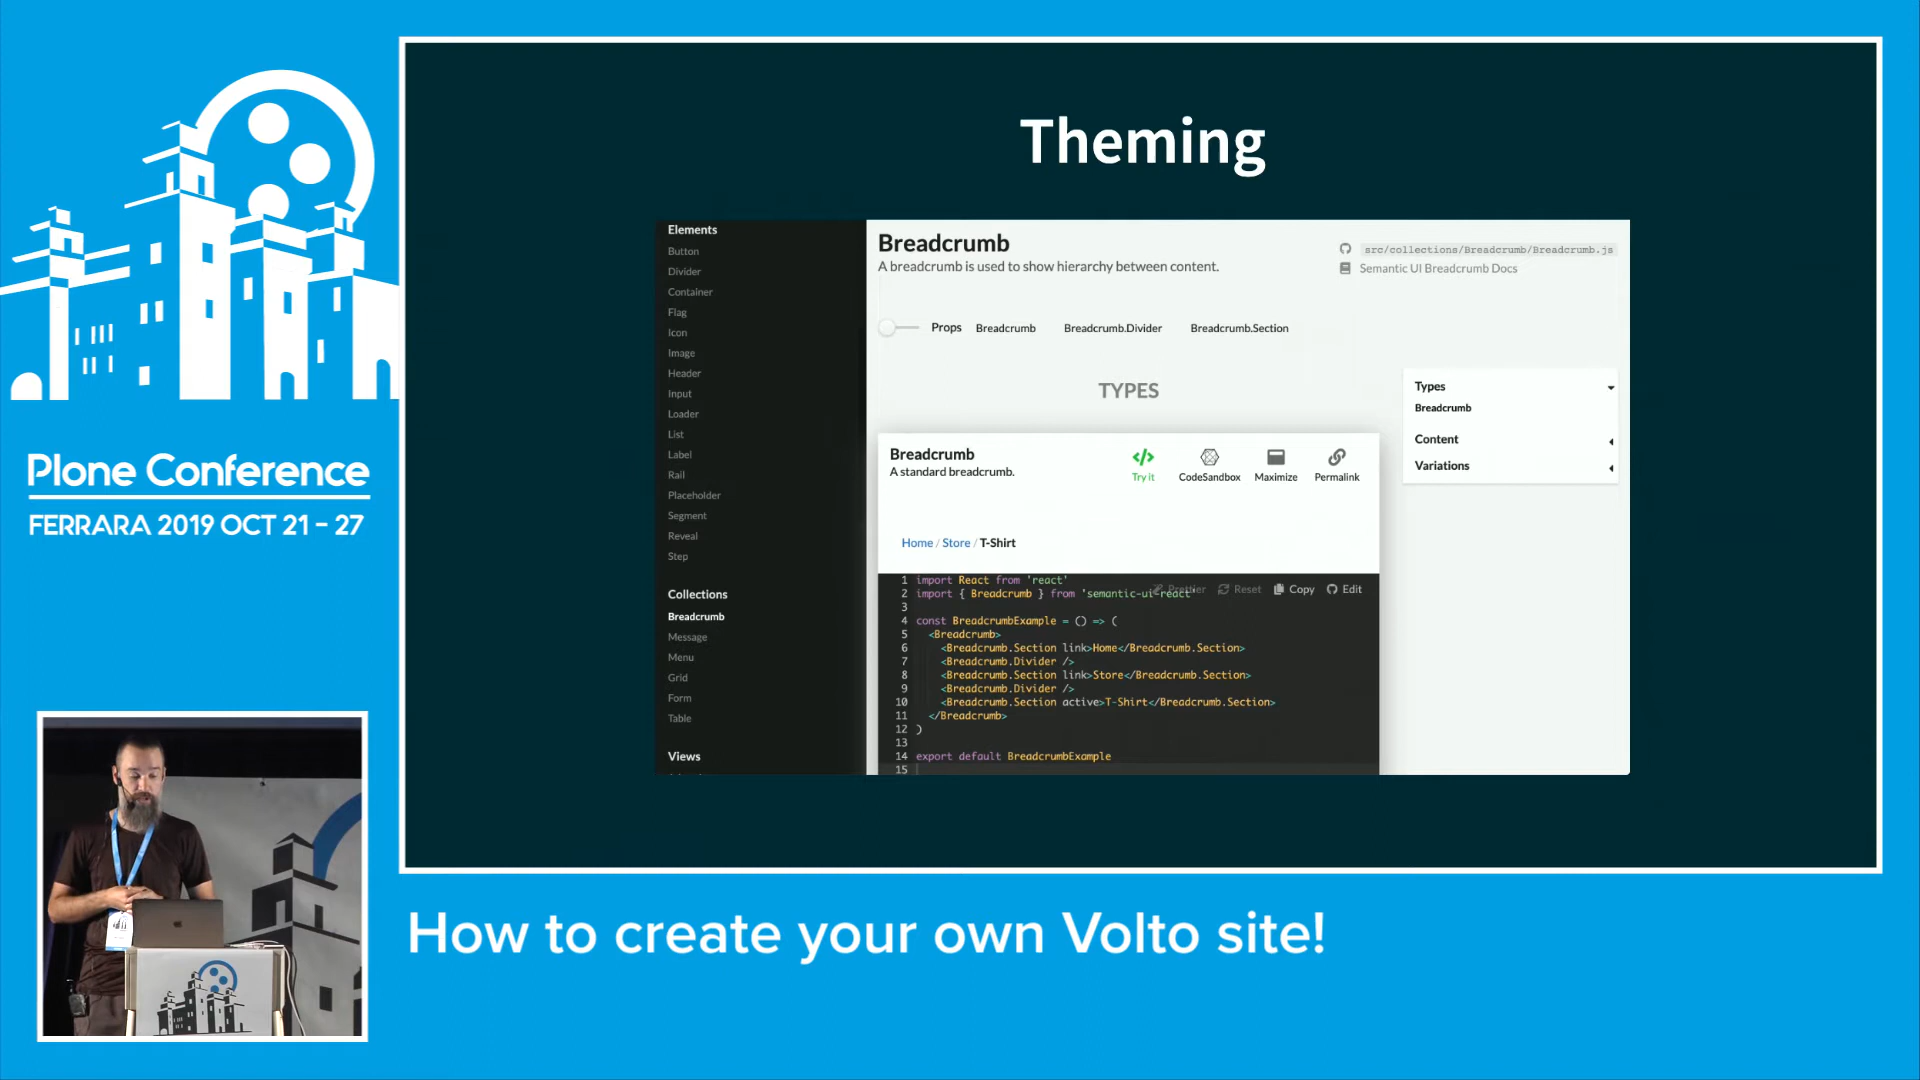 Plone Conference
FERRARA 2019 OCT 21 - 27
Theming
Elements
Button
Divider
Container
Flag
Icon
Image
Header
Input
Loader
List
Label
Rail
Placeholder
Segment
Reveal
Step
Collections
Breadcrumb
Message
Menu
Grid
Form
Table
Views
Breadcrumb
A breadcrumb is used to show hierarchy between content.
src/collections/Breadcrumb/Breadcrumb.js
Semantic UI Breadcrumb Docs
Props Breadcrumb Breadcrumb.Divider Breadcrumb.Section
TYPES
Types
Breadcrumb
Content
Variations
Breadcrumb
A standard breadcrumb.
Try it CodeSandbox Maximize Permalink
Home / Store / T-Shirt
Prettier Reset Copy Edit
1 import React from 'react'
2 import { Breadcrumb } from 'semantic-ui-react'
3
4 const BreadcrumbExample = () => (
5 <Breadcrumb>
6 <Breadcrumb.Section link>Home</Breadcrumb.Section>
7 <Breadcrumb.Divider />
8 <Breadcrumb.Section link>Store</Breadcrumb.Section>
9 <Breadcrumb.Divider />
10 <Breadcrumb.Section active>T-Shirt</Breadcrumb.Section>
11 </Breadcrumb>
12 )
13
14 export default BreadcrumbExample
15
How to create your own Volto site!